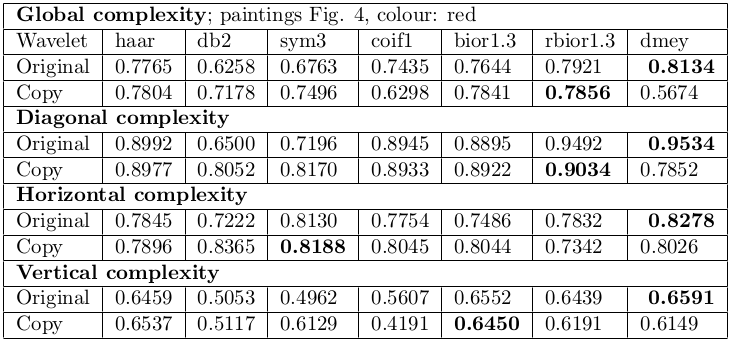 Global complexity; paintings Fig. 4, colour: red
Wavelet haar db2 sym3 coif1 bior1.3 rbior1.3 dmey
Original 0.7765 0.6258 0.6763 0.7435 0.7644 0.7921 0.8134
Copy 0.7804 0.7178 0.7496 0.6298 0.7841 0.7856 0.5674
Diagonal complexity
Original 0.8992 0.6500 0.7196 0.8945 0.8895 0.9492 0.9534
Copy 0.8977 0.8052 0.8170 0.8933 0.8922 0.9034 0.7852
Horizontal complexity
Original 0.7845 0.7222 0.8130 0.7754 0.7486 0.7832 0.8278
Copy 0.7896 0.8365 0.8188 0.8045 0.8044 0.7342 0.8026
Vertical complexity
Original 0.6459 0.5053 0.4962 0.5607 0.6552 0.6439 0.6591
Copy 0.6537 0.5117 0.6129 0.4191 0.6450 0.6191 0.6149